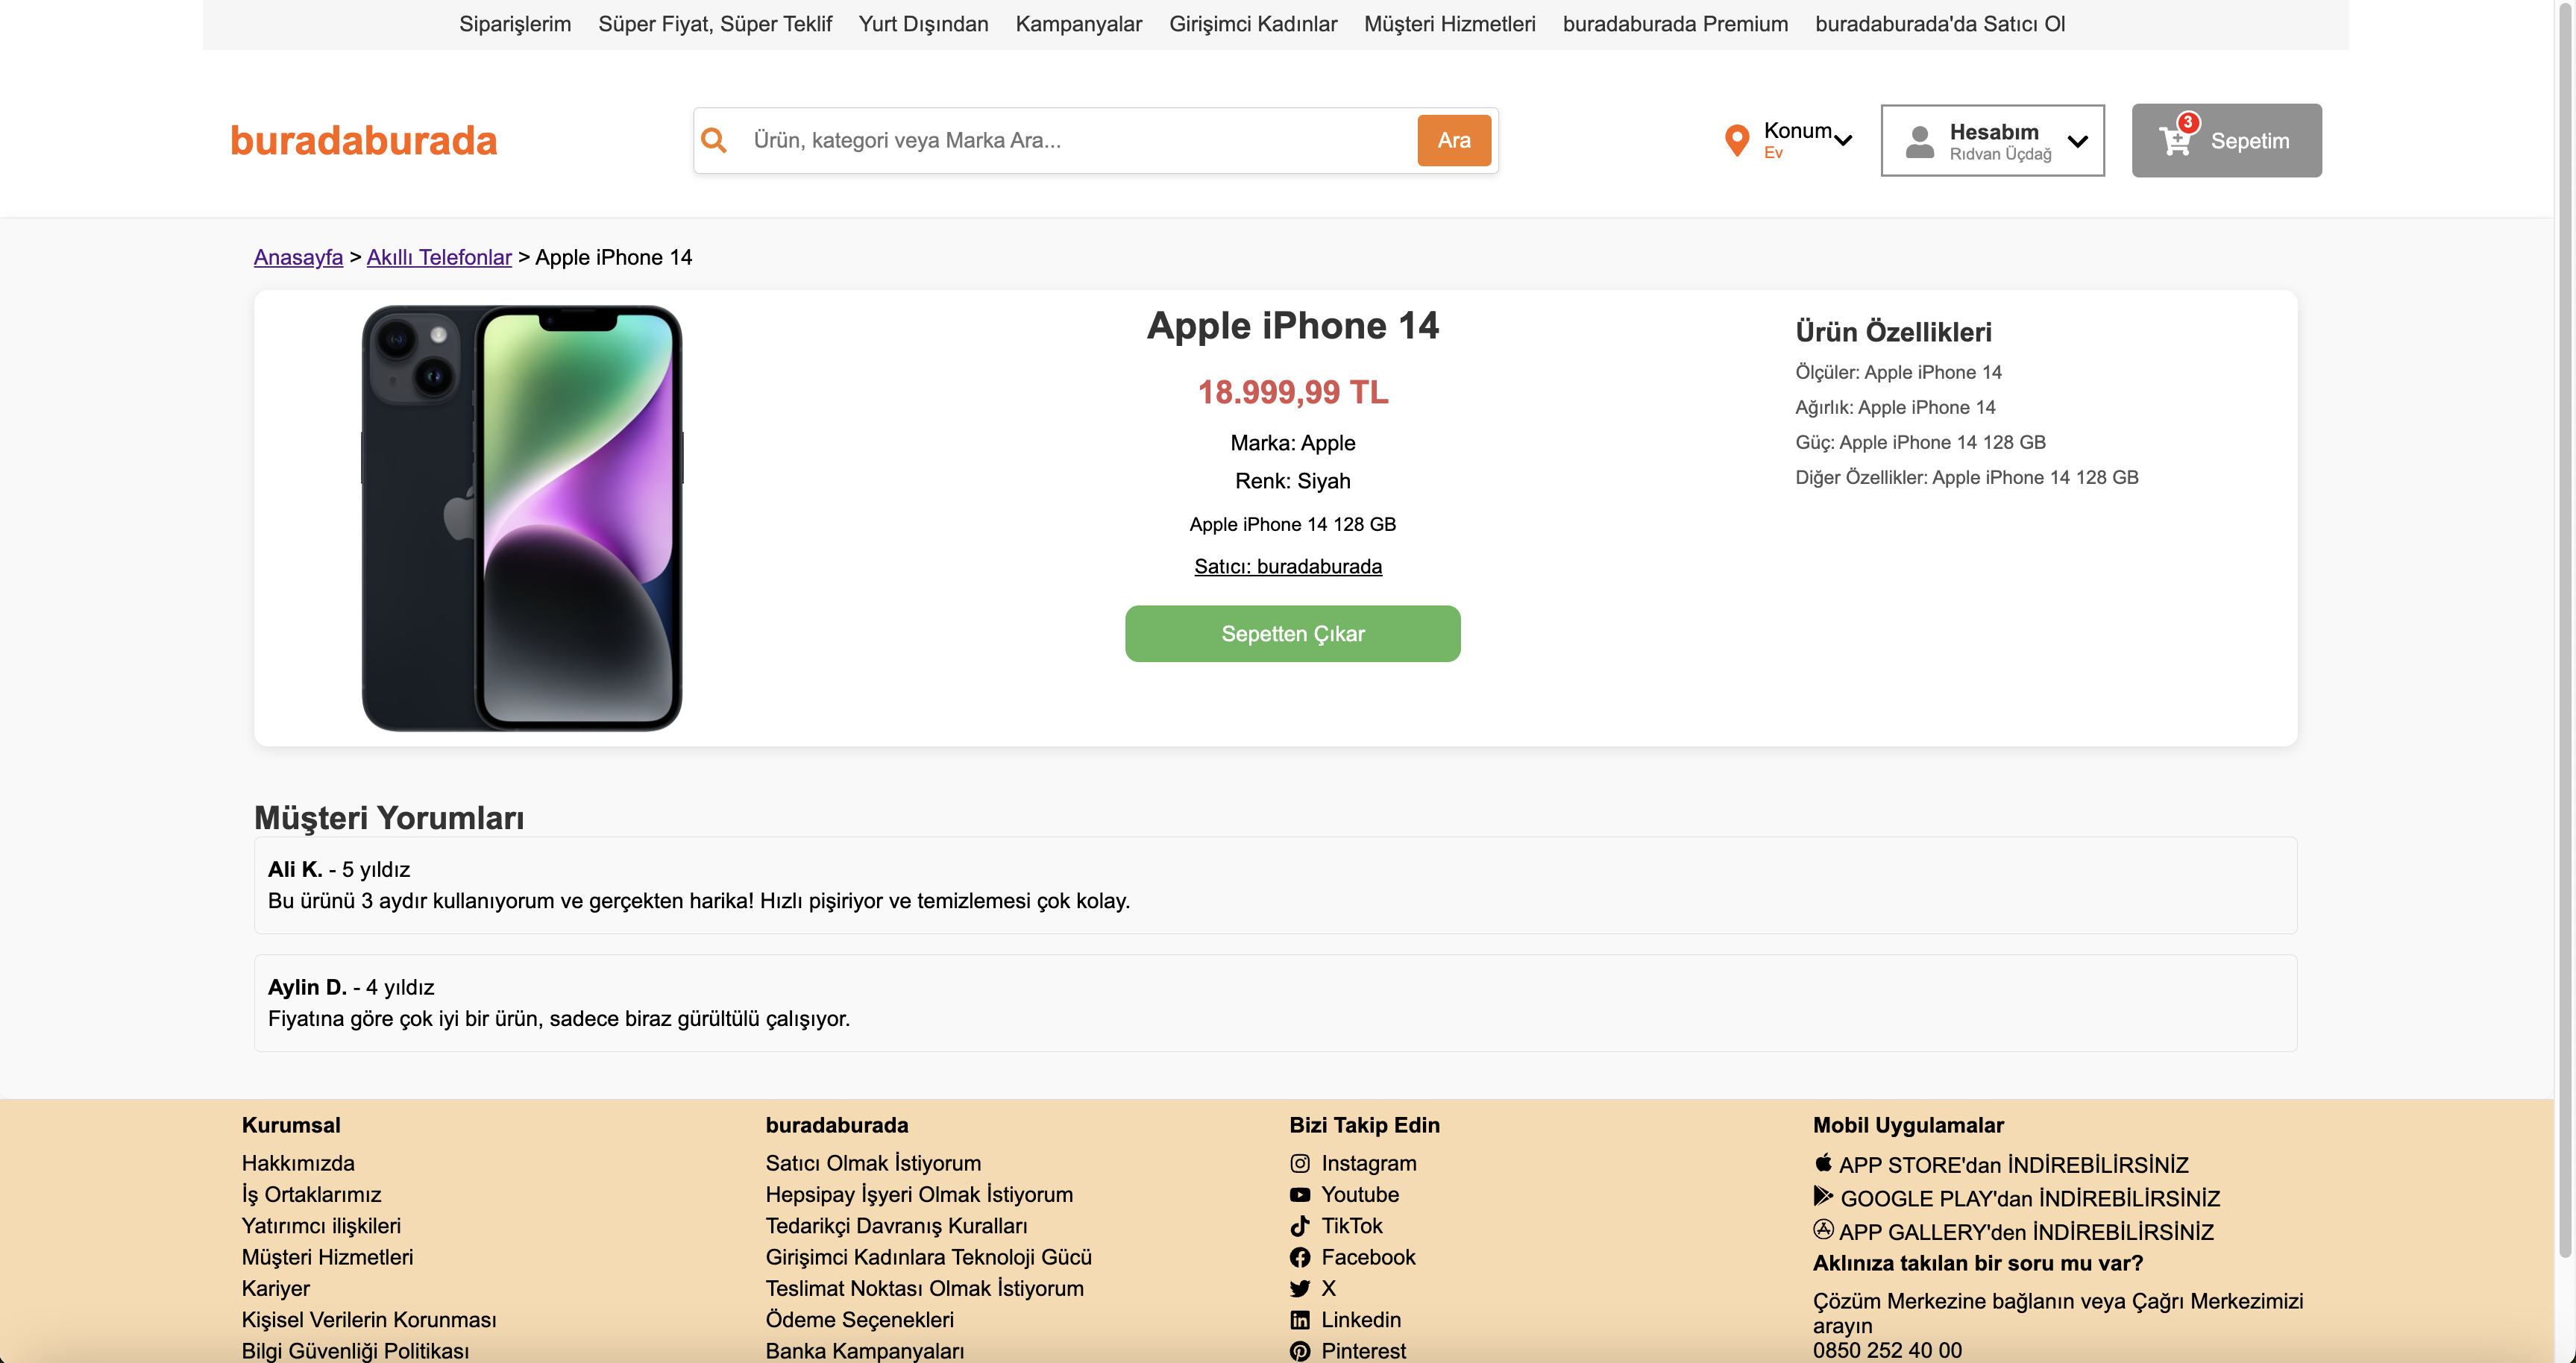 Siparişlerim Süper Fiyat, Süper Teklif Yurt Dışından Kampanyalar Girişimci Kadınlar Müşteri Hizmetleri buradaburada Premium buradaburada'da Satıcı Ol
buradaburada
Ürün, kategori veya Marka Ara...
Ara
Konum
Ev
Hesabım
Rıdvan Üçdağ
3
Sepetim
Anasayfa > Akıllı Telefonlar > Apple iPhone 14
Apple iPhone 14
18.999,99 TL
Marka: Apple
Renk: Siyah
Apple iPhone 14 128 GB
Satıcı: buradaburada
Sepetten Çıkar
Ürün Özellikleri
Ölçüler: Apple iPhone 14
Ağırlık: Apple iPhone 14
Güç: Apple iPhone 14 128 GB
Diğer Özellikler: Apple iPhone 14 128 GB
Müşteri Yorumları
Ali K. - 5 yıldız
Bu ürünü 3 aydır kullanıyorum ve gerçekten harika! Hızlı pişiriyor ve temizlemesi çok kolay.
Aylin D. - 4 yıldız
Fiyatına göre çok iyi bir ürün, sadece biraz gürültülü çalışıyor.
Kurumsal
Hakkımızda
İş Ortaklarımız
Yatırımcı ilişkileri
Müşteri Hizmetleri
Kariyer
Kişisel Verilerin Korunması
Bilgi Güvenliği Politikası
buradaburada
Satıcı Olmak İstiyorum
Hepsipay İşyeri Olmak İstiyorum
Tedarikçi Davranış Kuralları
Girişimci Kadınlara Teknoloji Gücü
Teslimat Noktası Olmak İstiyorum
Ödeme Seçenekleri
Banka Kampanyaları
Bizi Takip Edin
Instagram
Youtube
TikTok
Facebook
X
Linkedin
Pinterest
Mobil Uygulamalar
APP STORE'dan İNDİREBİLİRSİNİZ
GOOGLE PLAY'dan İNDİREBİLİRSİNİZ
APP GALLERY'den İNDİREBİLİRSİNİZ
Aklınıza takılan bir soru mu var?
Çözüm Merkezine bağlanın veya Çağrı Merkezimizi
arayın
0850 252 40 00